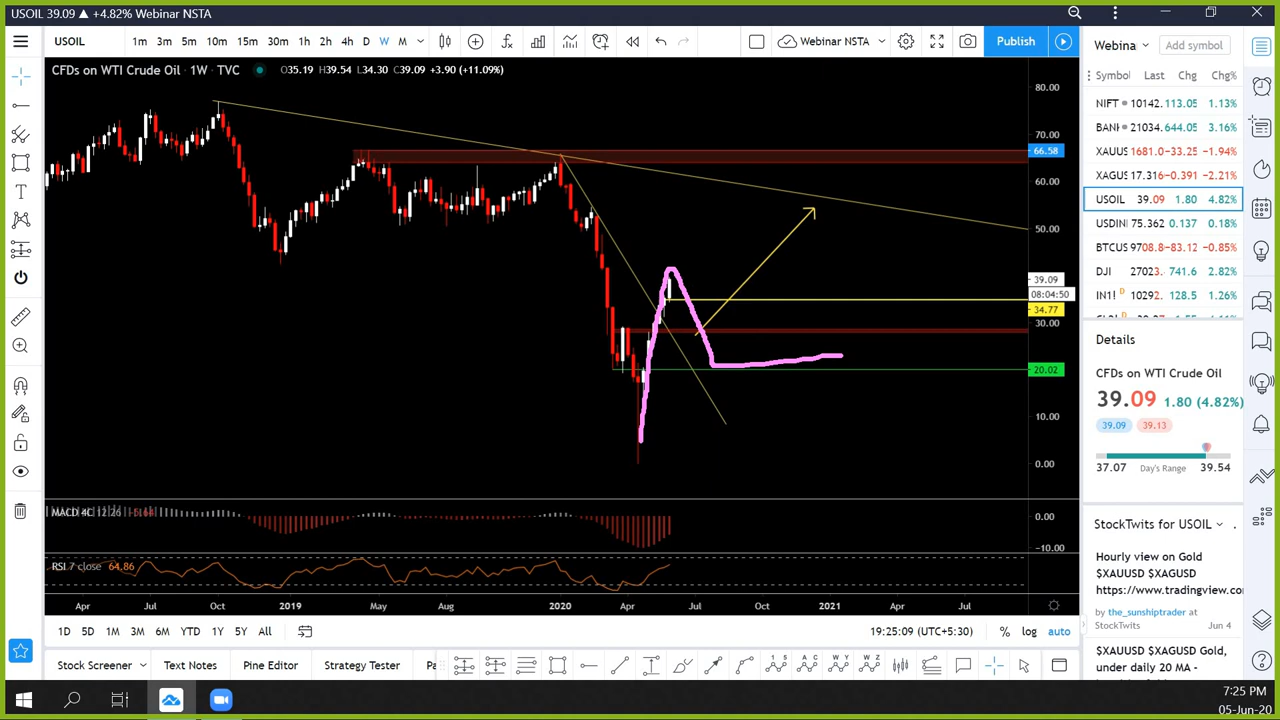 USOIL 39.09 ▲ +4.82% Webinar NSTA
USOIL 1m 3m 5m 10m 15m 30m 1h 2h 4h W M Webinar NSTA Publish
CFDs on WTI Crude Oil · 1W · TVC O35.19 H39.54 L34.30 C39.09 +3.90 (+11.09%)
80.00
70.00
66.58
60.00
50.00
39.09
08:04:50
34.77
30.00
20.02
10.00
0.00
MACD 4C 12 26 -5.64
0.00
-10.00
RSI 7 close 64.86
Apr Jul Oct 2019 May Aug 2020 Apr Jul Oct 2021 Apr Jul
1D 5D 1M 3M 6M YTD 1Y 5Y All 19:25:09 (UTC+5:30) % log auto
Stock Screener Text Notes Pine Editor Strategy Tester Pa
Webina Add symbol
Symbol Last Chg Chg%
NIFT 10142. 113.05 1.13%
BANK 21034. 644.05 3.16%
XAUUS 1681.0 -33.25 -1.94%
XAGUS 17.316 -0.391 -2.21%
USOIL 39.09 1.80 4.82%
USDINI 75.362 0.137 0.18%
BTCUS 9708.8 -83.12 -0.85%
DJI 27023. 741.6 2.82%
IN1! D 10292. 128.5 1.26%
Details
CFDs on WTI Crude Oil
39.09 1.80 (4.82%)
39.09 39.13
37.07 Day's Range 39.54
StockTwits for USOIL .
Hourly view on Gold
$XAUUSD $XAGUSD
https://www.tradingview.co
by the_sunshiptrader at
StockTwits Jun 4
$XAUUSD $XAGUSD Gold,
under daily 20 MA -
7:25 PM
05-Jun-20